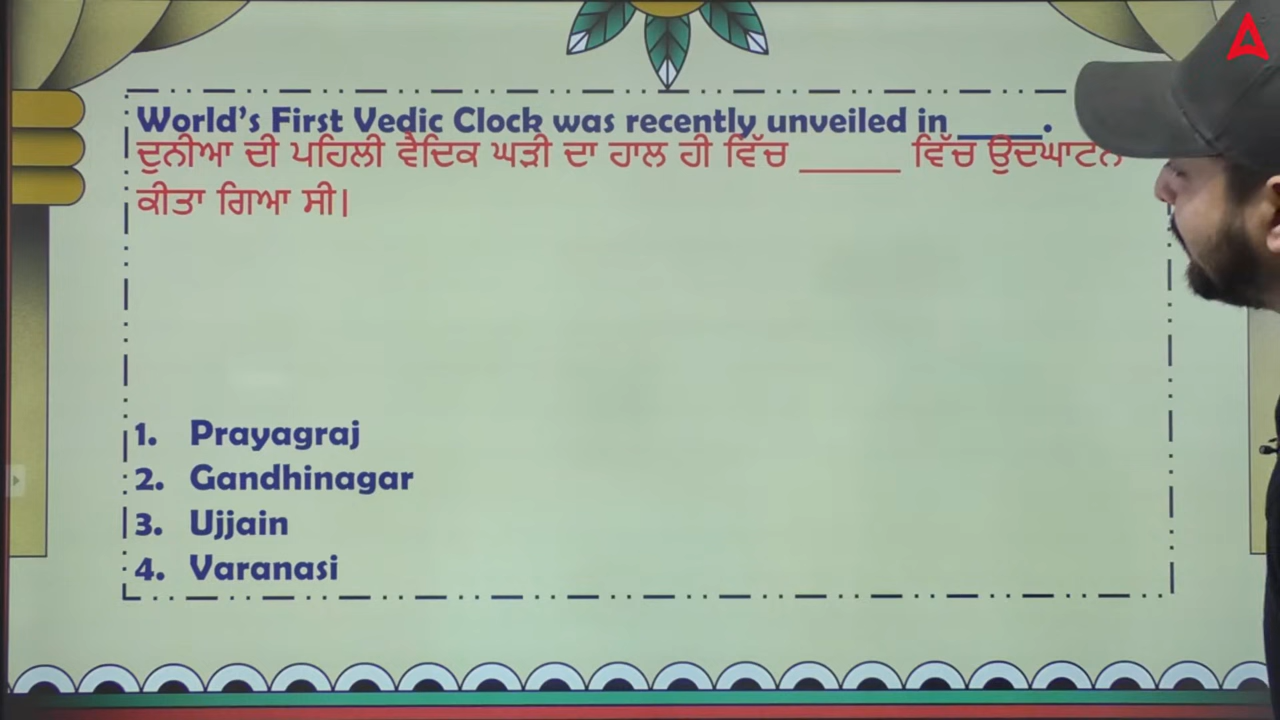 World's First Vedic Clock was recently unveiled in _____.
ਦੁਨੀਆ ਦੀ ਪਹਿਲੀ ਵੈਦਿਕ ਘੜੀ ਦਾ ਹਾਲ ਹੀ ਵਿੱਚ ______ ਵਿੱਚ ਉਦਘਾਟਨ
ਕੀਤਾ ਗਿਆ ਸੀ।
1. Prayagraj
2. Gandhinagar
3. Ujjain
4. Varanasi